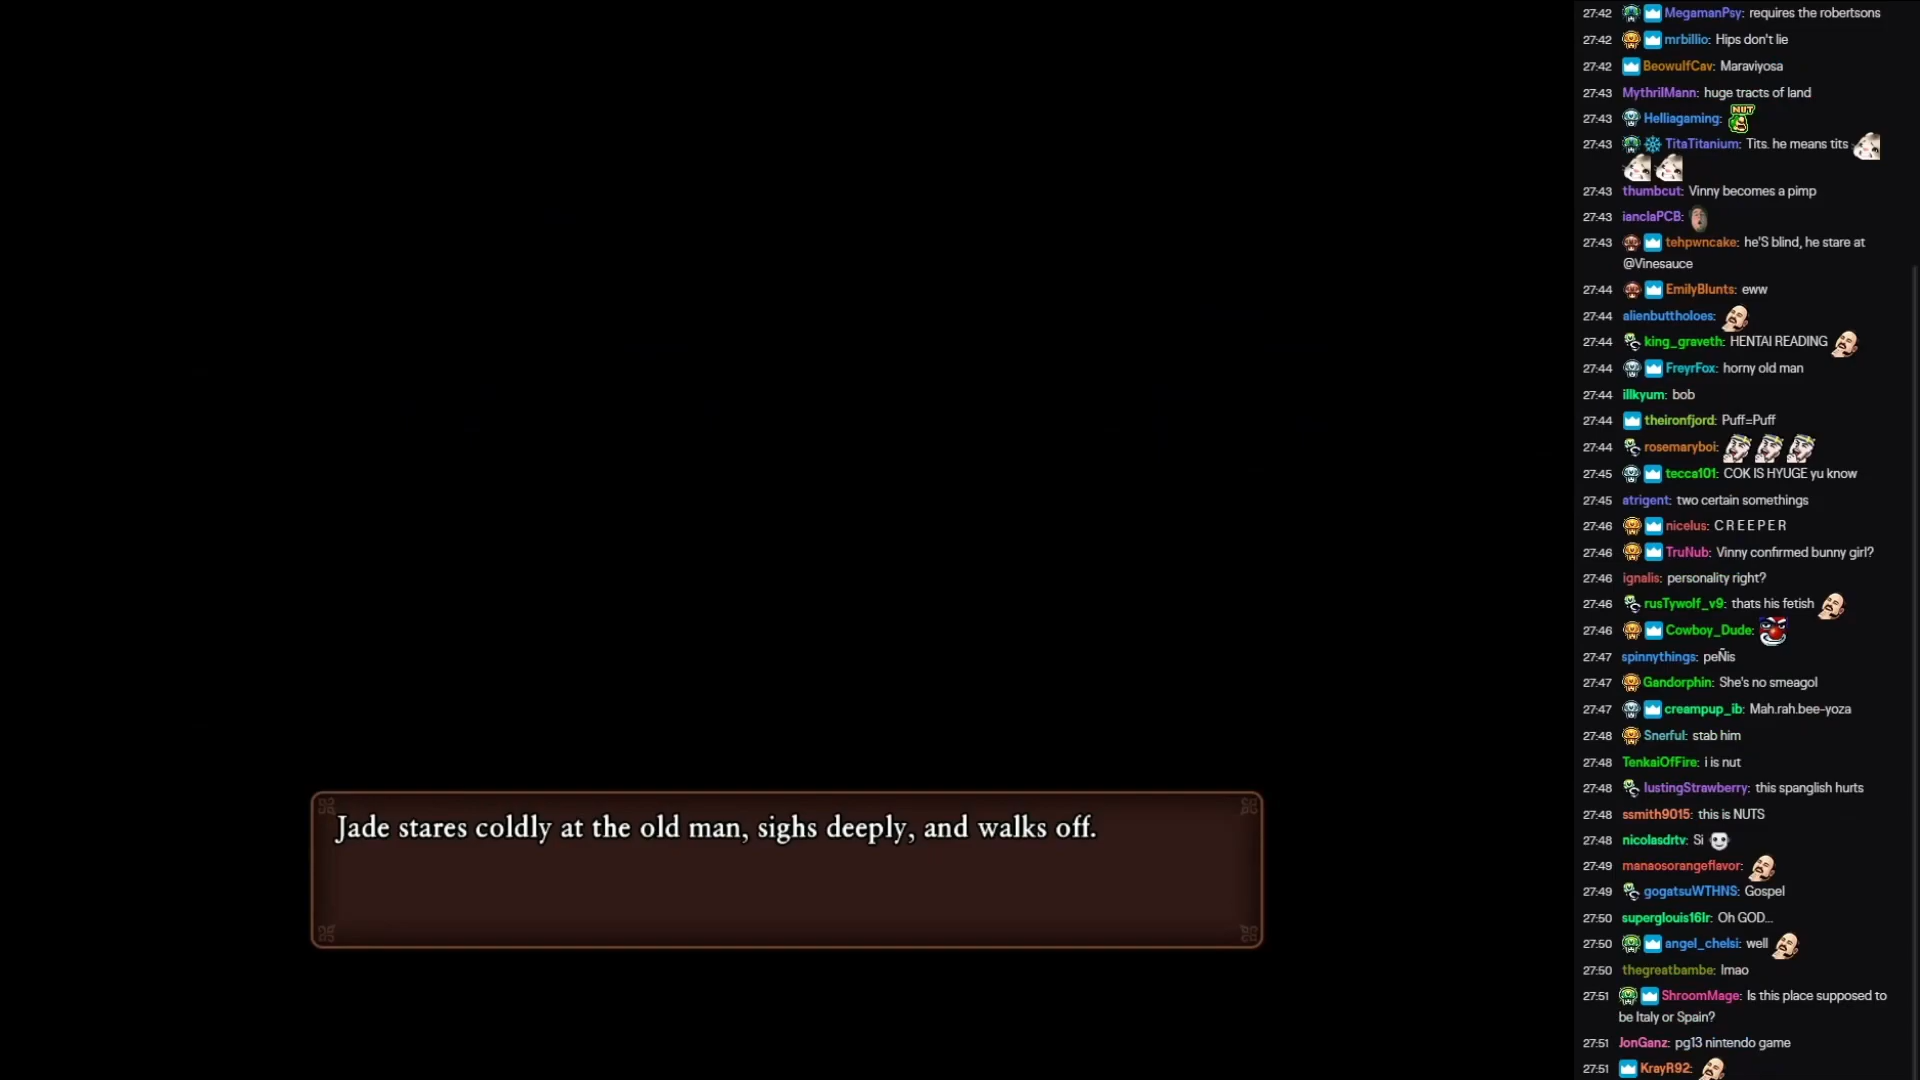 27:42 MegamanPsy: requires the robertsons
27:42 mrbillio: Hips don't lie
27:42 BeowulfCav: Maraviyosa
27:43 MythrilMann: huge tracts of land
27:43 Helliagaming: NUT
27:43 TitaTitanium: Tits. he means tits
27:43 thumbcut: Vinny becomes a pimp
27:43 ianclaPCB:
27:43 tehpwncake: he'S blind, he stare at
@Vinesauce
27:44 EmilyBlunts: eww
27:44 alienbuttholoes:
27:44 king_graveth: HENTAI READING
27:44 FreyrFox: horny old man
27:44 illkyum: bob
27:44 theironfjord: Puff=Puff
27:44 rosemaryboi:
27:45 tecca101: COK IS HYUGE yu know
27:45 atrigent: two certain somethings
27:46 nicelus: C R E E P E R
27:46 TruNub: Vinny confirmed bunny girl?
27:46 ignalis: personality right?
27:46 rusTywolf_v9: thats his fetish
27:46 Cowboy_Dude:
27:47 spinnythings: peÑis
27:47 Gandorphin: She's no smeagol
27:47 creampup_ib: Mah.rah.bee-yoza
27:48 Snerful: stab him
27:48 TenkaiOfFire: i is nut
27:48 lustingStrawberry: this spanglish hurts
27:48 ssmith9015: this is NUTS
27:48 nicolasdrtv: Si
27:49 manaosorangeflavor:
27:49 gogatsuWTHNS: Gospel
27:50 superglouis16lr: Oh GOD...
27:50 angel_chelsi: well
27:50 thegreatbambe: lmao
27:51 ShroomMage: Is this place supposed to
be Italy or Spain?
27:51 JonGanz: pg13 nintendo game
27:51 KrayR92:
Jade stares coldly at the old man, sighs deeply, and walks off.